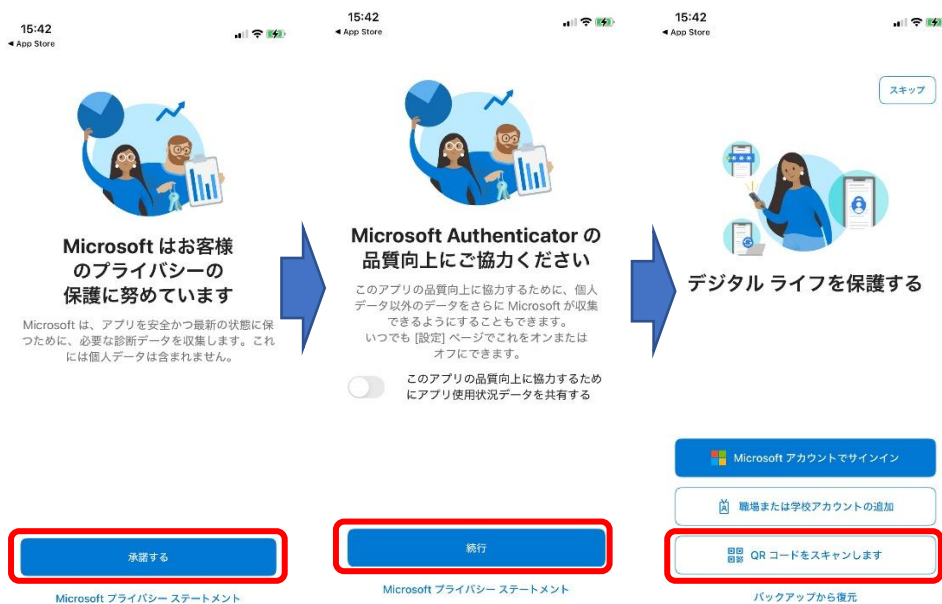 15:42
◀ App Store
Microsoft はお客様
のプライバシーの
保護に努めています
Microsoft は、アプリを安全かつ最新の状態に保
つために、必要な診断データを収集します。これ
には個人データは含まれません。
承諾する
Microsoft プライバシー ステートメント
15:42
◀ App Store
Microsoft Authenticator の
品質向上にご協力ください
このアプリの品質向上に協力するために、個人
データ以外のデータをさらに Microsoft が収集
できるようにすることもできます。
いつでも [設定] ページでこれをオンまたは
オフにできます。
このアプリの品質向上に協力するため
にアプリ使用状況データを共有する
続行
Microsoft プライバシー ステートメント
15:42
◀ App Store
スキップ
デジタル ライフを保護する
Microsoft アカウントでサインイン
職場または学校アカウントの追加
QR コードをスキャンします
バックアップから復元